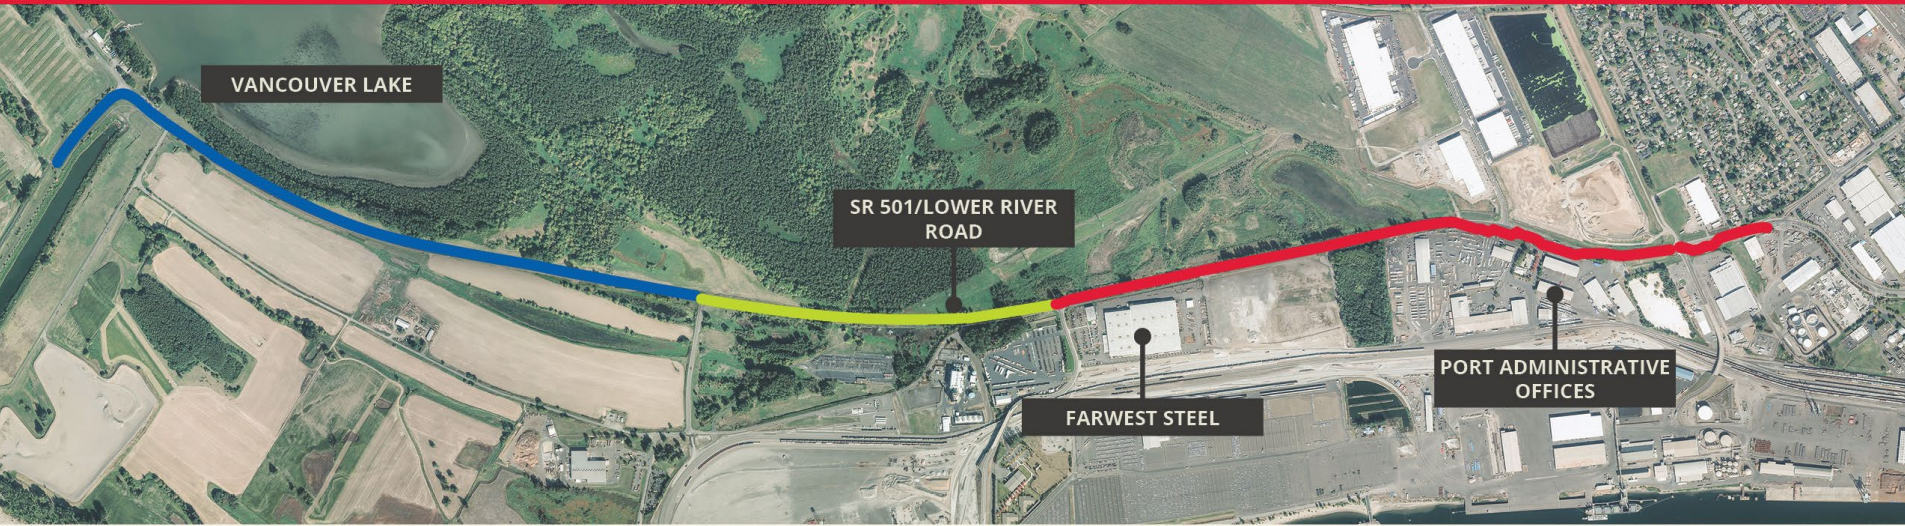 VANCOUVER LAKE
SR 501/LOWER RIVER
ROAD
FARWEST STEEL
PORT ADMINISTRATIVE
OFFICES